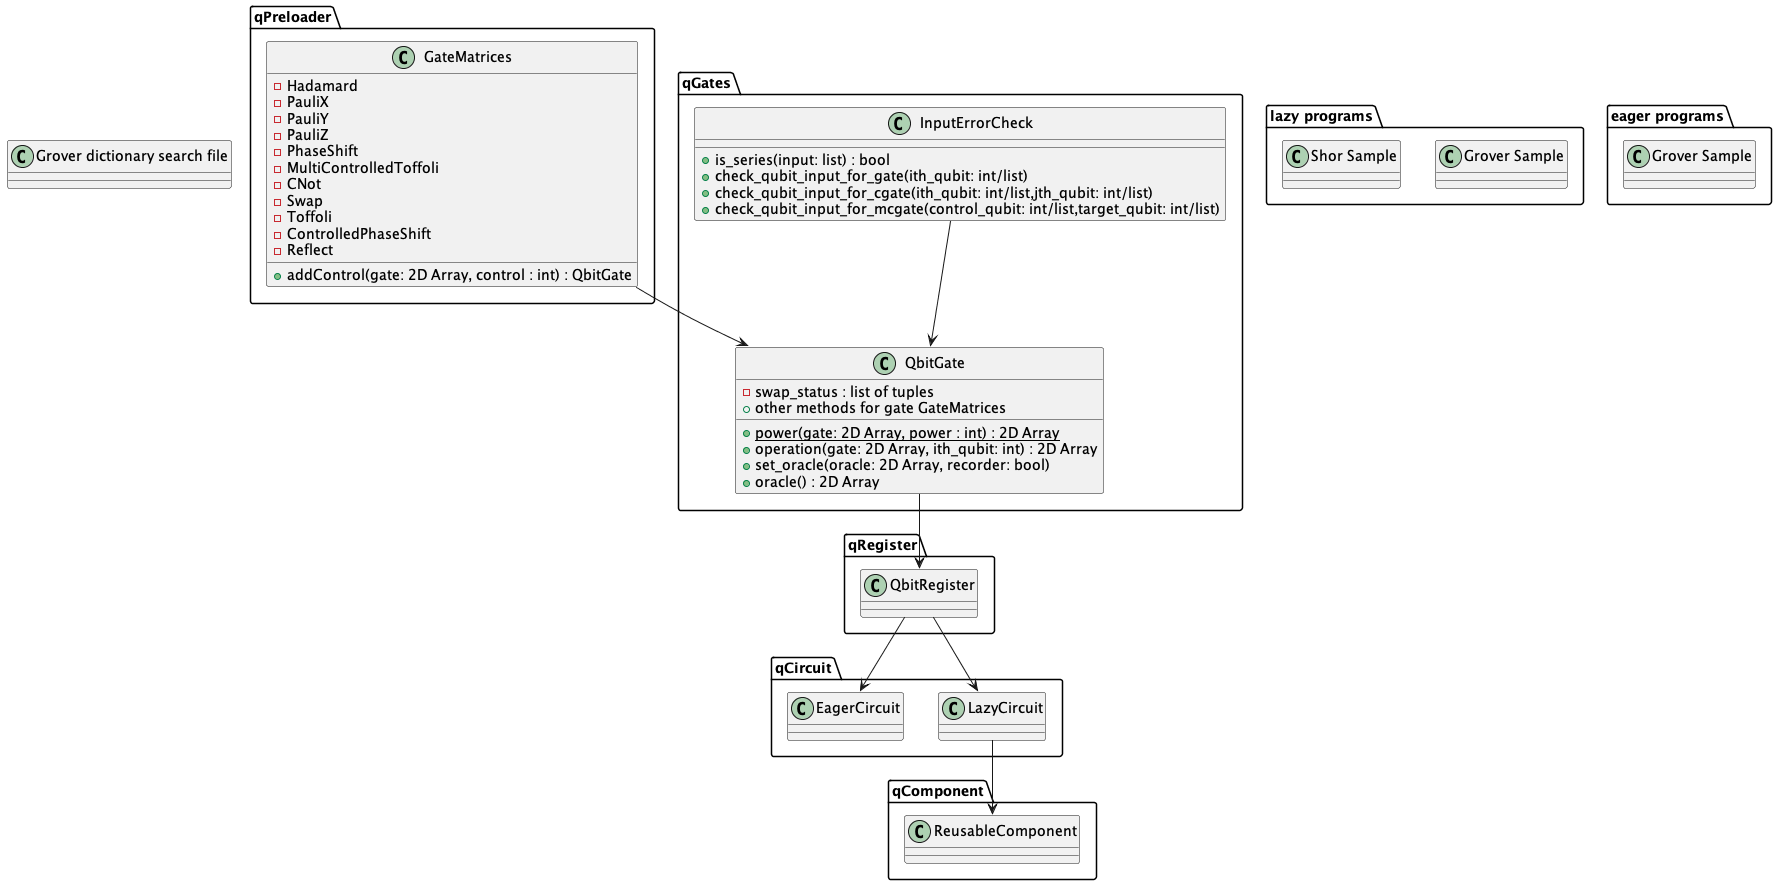 qPreloader
C GateMatrices
Hadamard
PauliX
PauliY
PauliZ
PhaseShift
MultiControlledToffoli
CNot
Swap
Toffoli
ControlledPhaseShift
Reflect
addControl(gate: 2D Array, control : int) : QbitGate
C Grover dictionary search file
qGates
C InputErrorCheck
is_series(input: list) : bool
check_qubit_input_for_gate(ith_qubit: int/list)
check_qubit_input_for_cgate(ith_qubit: int/list,jth_qubit: int/list)
check_qubit_input_for_mcgate(control_qubit: int/list,target_qubit: int/list)
lazy programs
C Shor Sample
C Grover Sample
eager programs
C Grover Sample
C QbitGate
swap_status : list of tuples
other methods for gate GateMatrices
power(gate: 2D Array, power : int) : 2D Array
operation(gate: 2D Array, ith_qubit: int) : 2D Array
set_oracle(oracle: 2D Array, recorder: bool)
oracle() : 2D Array
qRegister
C QbitRegister
qCircuit
C EagerCircuit
C LazyCircuit
qComponent
C ReusableComponent